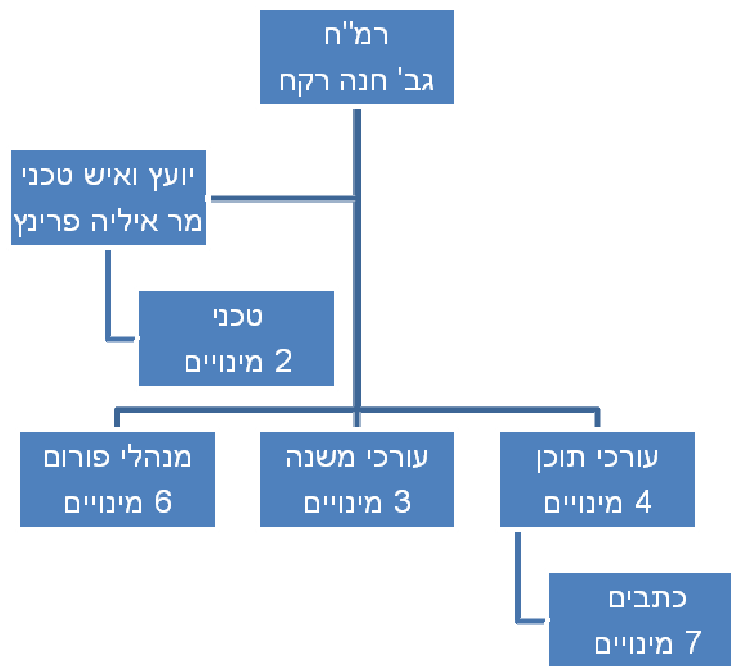 רמ"ח
גב' חנה רקח
יועץ ואיש טכני
מר איליה פרינץ
טכני
2 מינויים
עורכי תוכן
4 מינויים
עורכי משנה
3 מינויים
מנהלי פורום
6 מינויים
כתבים
7 מינויים